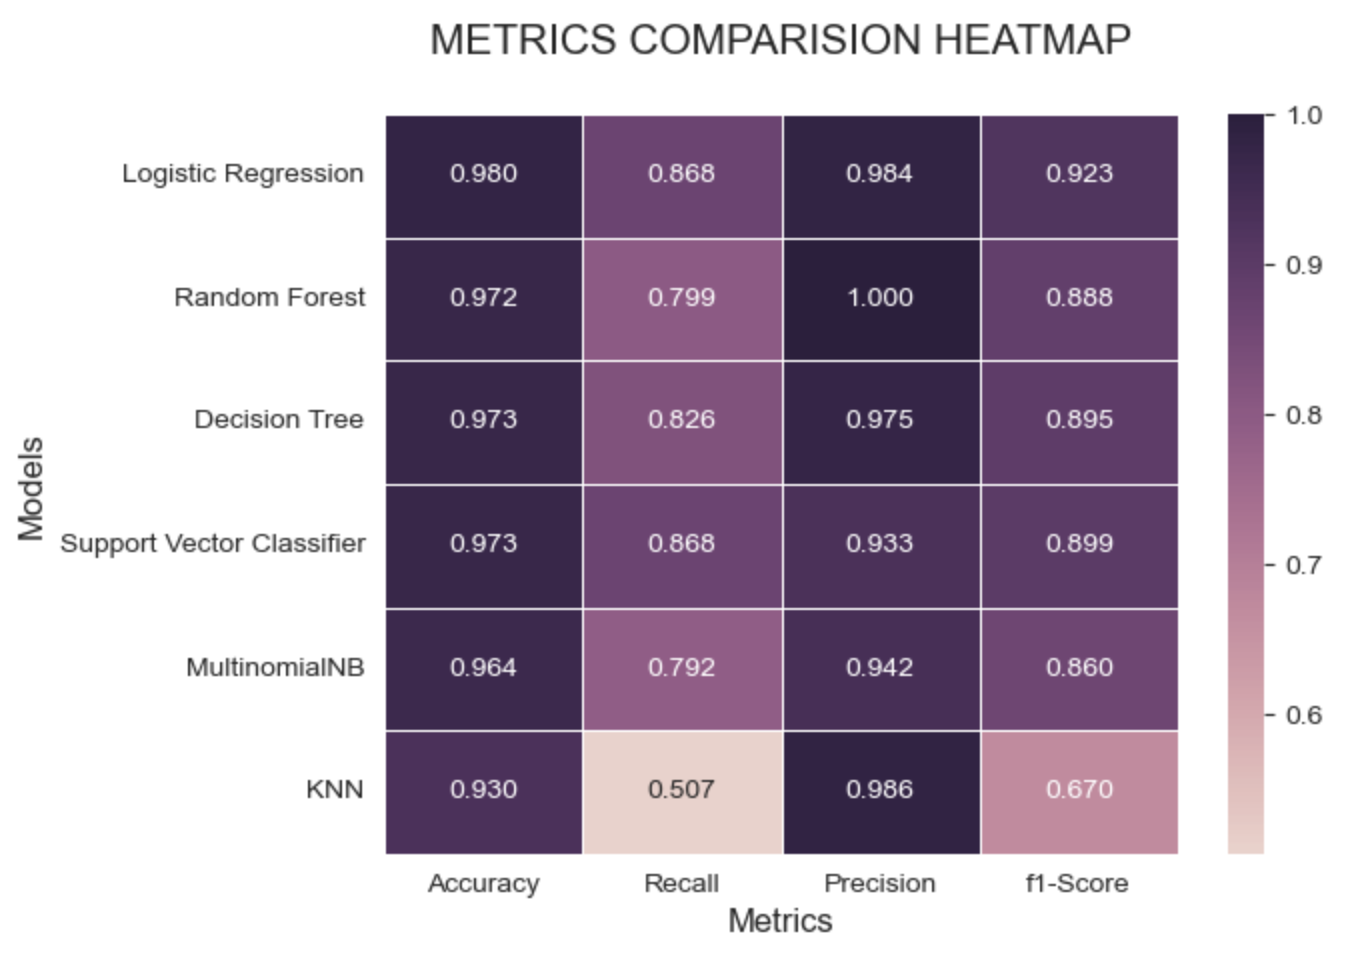 METRICS COMPARISION HEATMAP
Logistic Regression 0.980 0.868 0.984 0.923
Random Forest 0.972 0.799 1.000 0.888
Decision Tree 0.973 0.826 0.975 0.895
Support Vector Classifier 0.973 0.868 0.933 0.899
MultinomialNB 0.964 0.792 0.942 0.860
KNN 0.930 0.507 0.986 0.670
Models
Accuracy Recall Precision f1-Score
Metrics
1.0
0.9
0.8
0.7
0.6